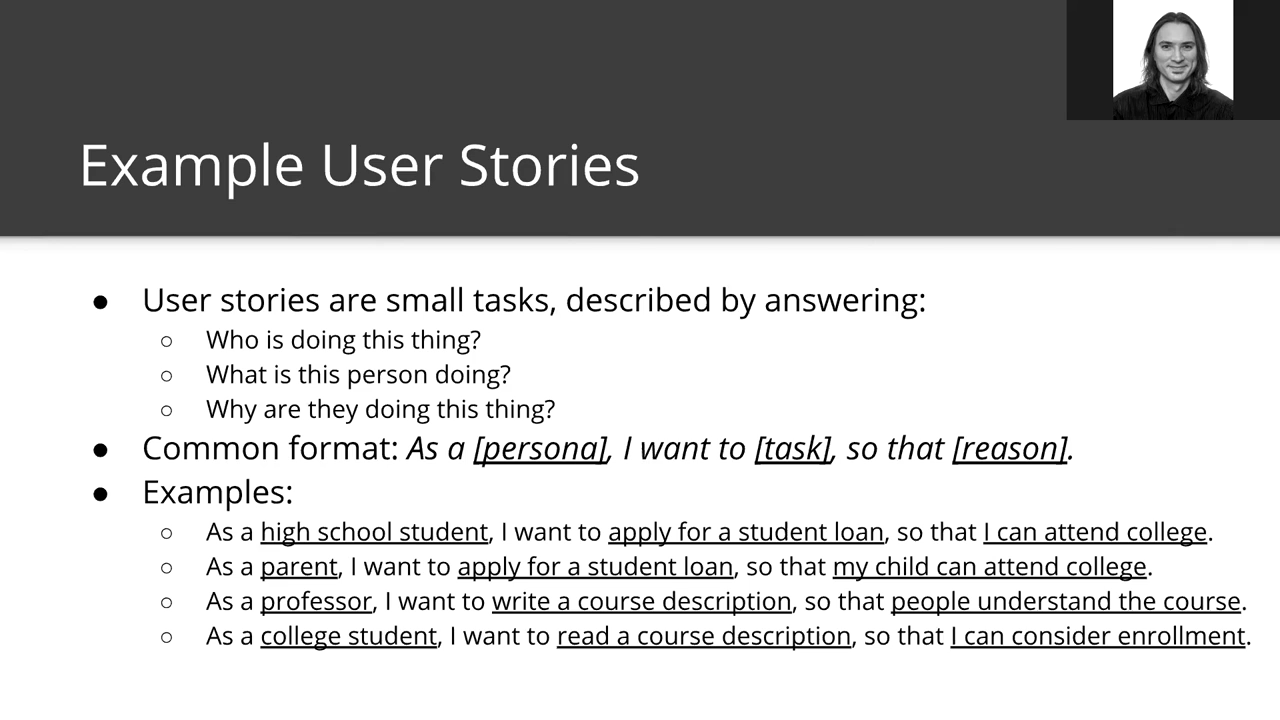 Example User Stories
● User stories are small tasks, described by answering:
○ Who is doing this thing?
○ What is this person doing?
○ Why are they doing this thing?
● Common format: As a [persona], I want to [task], so that [reason].
● Examples:
○ As a high school student, I want to apply for a student loan, so that I can attend college.
○ As a parent, I want to apply for a student loan, so that my child can attend college.
○ As a professor, I want to write a course description, so that people understand the course.
○ As a college student, I want to read a course description, so that I can consider enrollment.